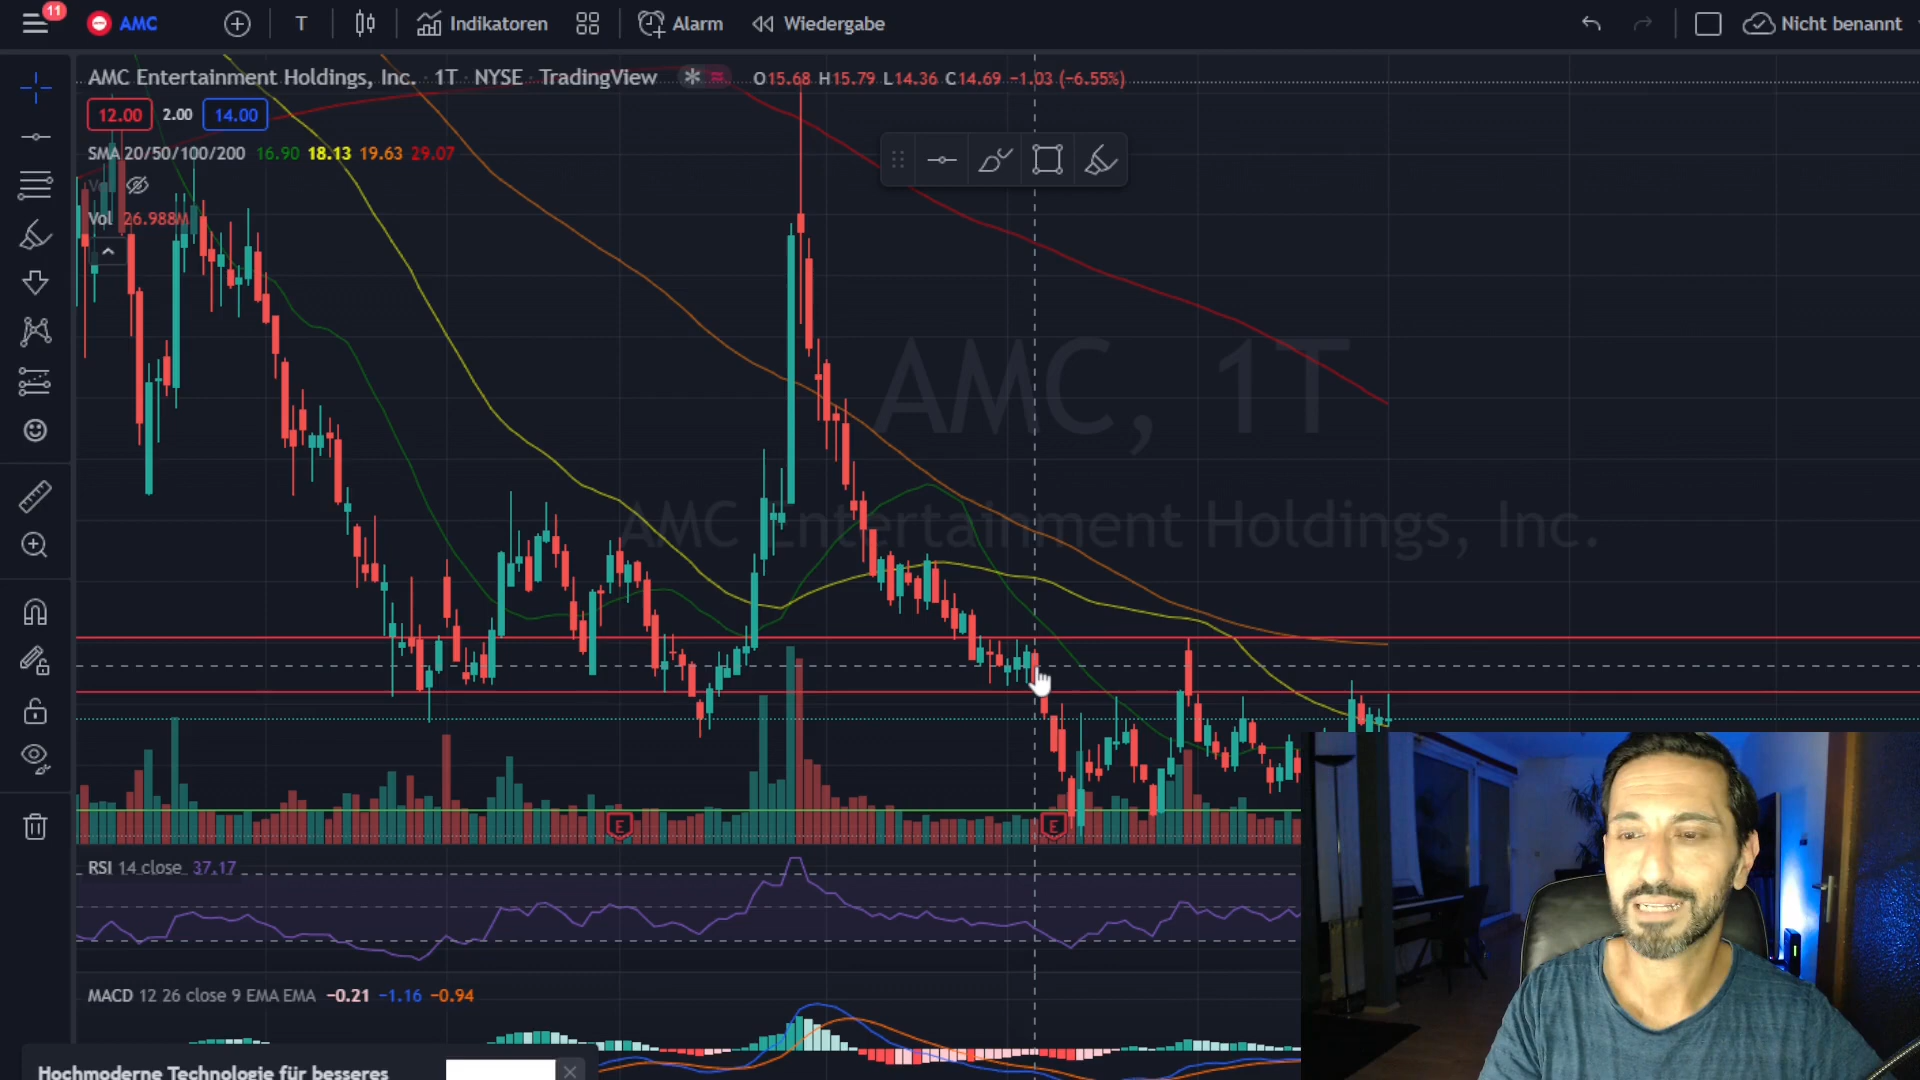 11
AMC
T
Indikatoren
Alarm
Wiedergabe
Nicht benannt
AMC Entertainment Holdings, Inc. · 1T · NYSE · TradingView
O15.68 H15.79 L14.36 C14.69 −1.03 (−6.55%)
12.00 2.00 14.00
SMA 20/50/100/200 16.90 18.13 19.63 29.07
Vol 26.988M
AMC, 1T
AMC Entertainment Holdings, Inc.
E
E
RSI 14 close 37.17
MACD 12 26 close 9 EMA EMA −0.21 −1.16 −0.94
Hochmoderne Technologie für besseres